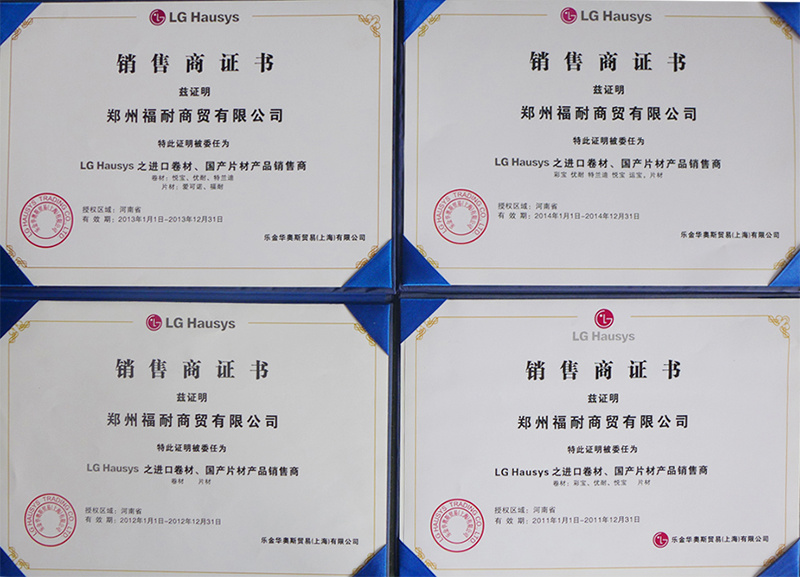 LG Hausys
销售商证书
兹证明
郑州福耐商贸有限公司
特此证明被委任为
LG Hausys 之进口卷材、国产片材产品销售商
卷材：悦宝、优耐、特兰迪
片材：爱可诺、福耐
授权区域：河南省
有 效 期：2013年1月1日-2013年12月31日
乐金华奥斯贸易(上海)有限公司
LG HAUSYS TRADING CO. LTD
LG Hausys
销售商证书
兹证明
郑州福耐商贸有限公司
特此证明被委任为
LG Hausys 之进口卷材、国产片材产品销售商
彩宝 优耐 特兰迪 悦宝 运宝、片材
授权区域：河南省
有 效 期：2014年1月1日-2014年12月31日
乐金华奥斯贸易(上海)有限公司
LG Hausys
销售商证书
兹证明
郑州福耐商贸有限公司
特此证明被委任为
LG Hausys 之进口卷材、国产片材产品销售商
卷材 片材
授权区域：河南省
有 效 期：2012年1月1日-2012年12月31日
乐金华奥斯贸易(上海)有限公司
LG Hausys
销售商证书
兹证明
郑州福耐商贸有限公司
特此证明被委任为
LG Hausys 之进口卷材、国产片材产品销售商
卷材：彩宝、优耐、悦宝 片材
授权区域：河南省
有 效 期：2011年1月1日-2011年12月31日
乐金华奥斯贸易(上海)有限公司